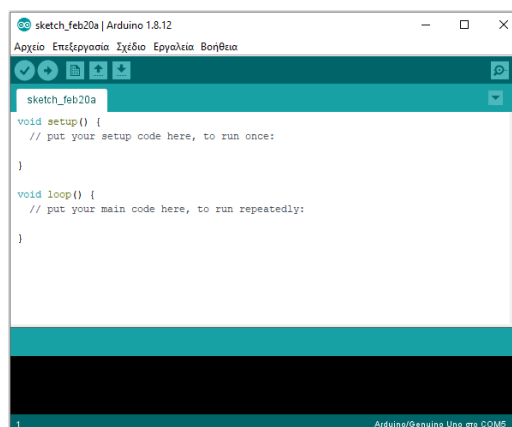 sketch_feb20a | Arduino 1.8.12
Αρχείο Επεξεργασία Σχέδιο Εργαλεία Βοήθεια
sketch_feb20a
void setup() {
  // put your setup code here, to run once:
}
void loop() {
  // put your main code here, to run repeatedly:
}
1 Arduino/Genuino Uno στο COM5